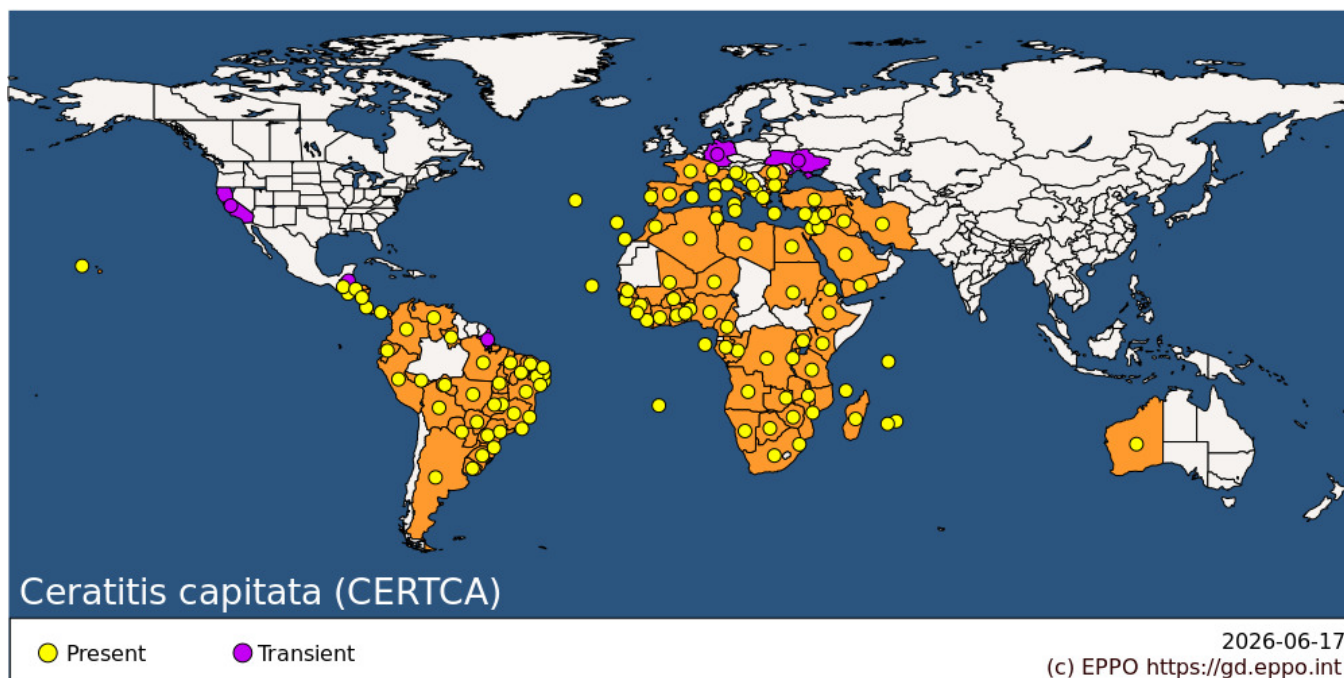 Ceratitis capitata (CERTCA)
Present
Transient
2026-06-17
(c) EPPO https://gd.eppo.int